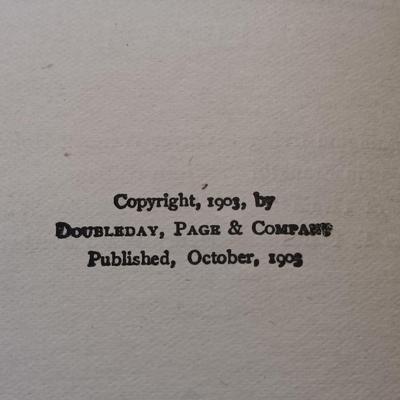 Copyright, 1903, by
DOUBLEDAY, PAGE & COMPANY
Published, October, 1903